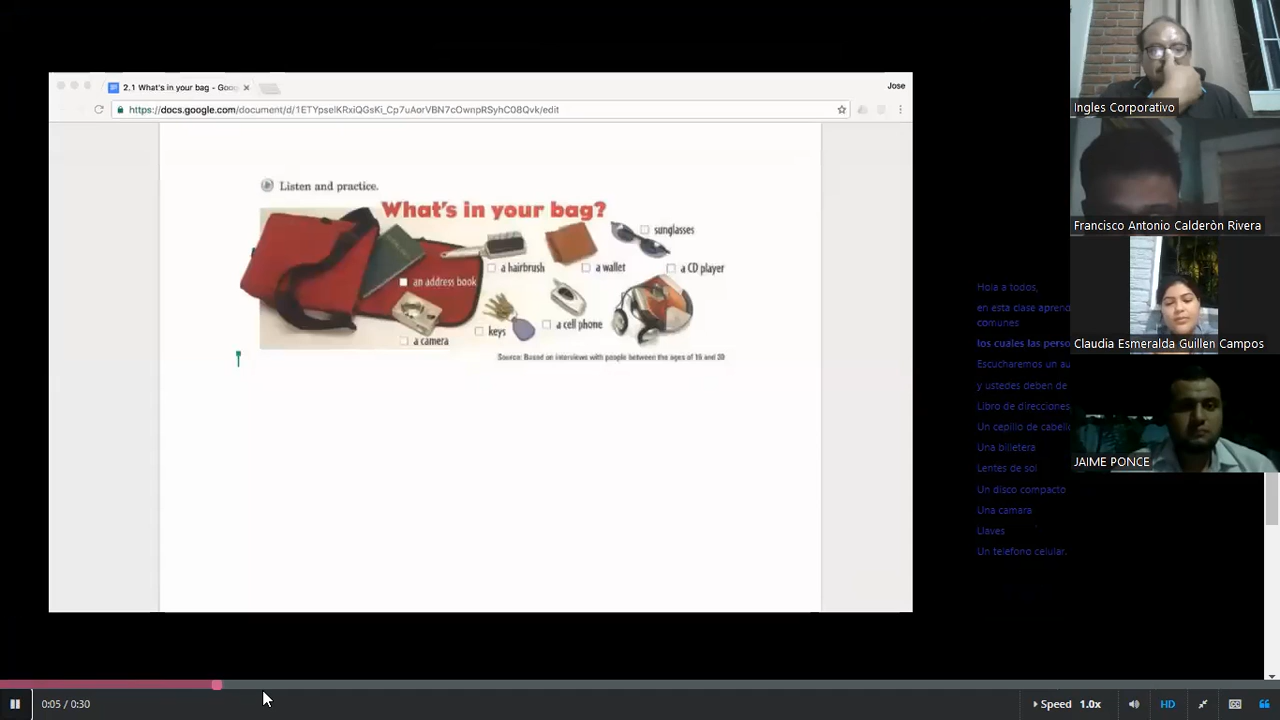 2.1 What's in your bag - Goo
Jose
https://docs.google.com/document/d/1ETYpselKRxiQGsKi_Cp7uAorVBN7cOwnpRSyhC08Qvk/edit
Listen and practice.
What's in your bag?
sunglasses
a hairbrush
a wallet
a CD player
an address book
keys
a cell phone
a camera
Source: Based on interviews with people between the ages of 16 and 30
Ingles Corporativo
Francisco Antonio Calderòn Rivera
Claudia Esmeralda Guillen Campos
JAIME PONCE
Hola a todos,
en esta clase apren
comunes
los cuales las perso
Escucharemos un au
y ustedes deben de
Libro de direcciones
Un cepillo de cabello
Una billetera
Lentes de sol
Un disco compacto
Una camara
Llaves
Un telefono celular.
0:05 / 0:30
Speed 1.0x
HD